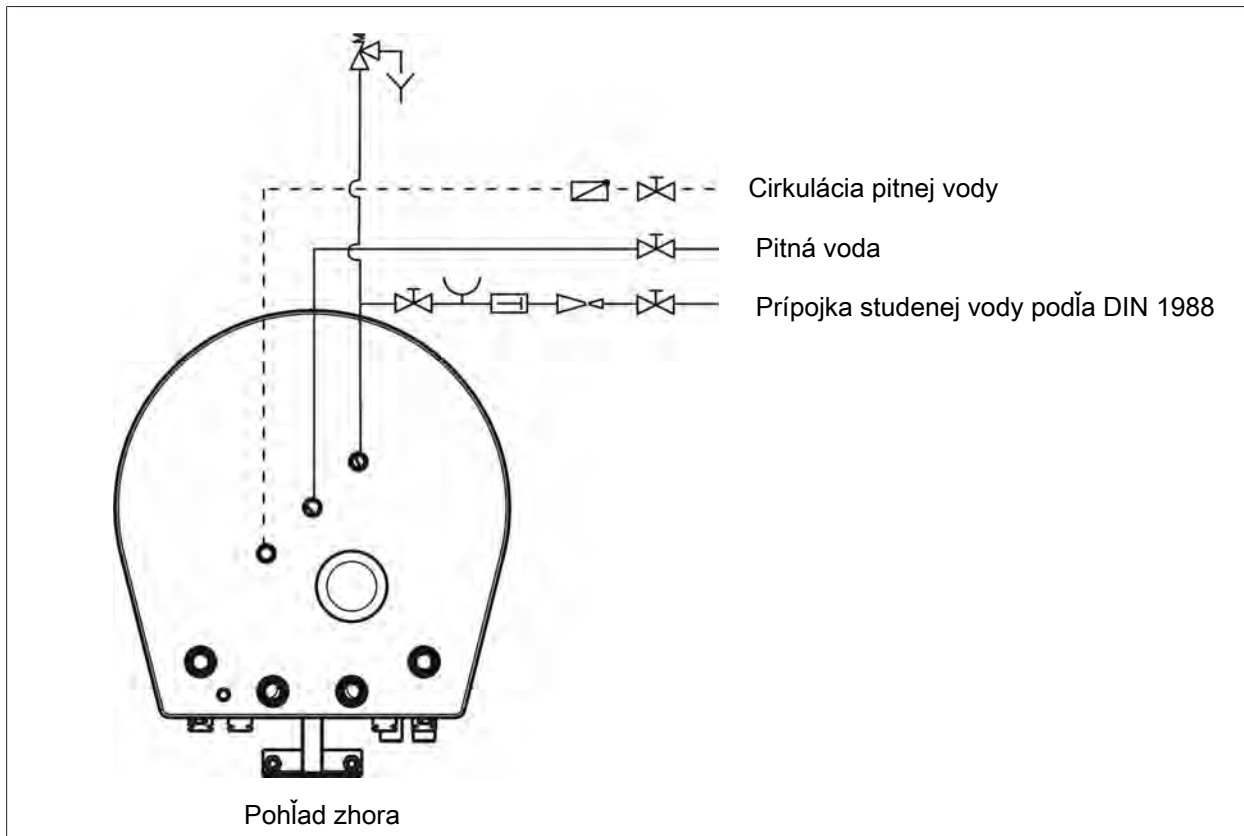 Cirkulácia pitnej vody
Pitná voda
Prípojka studenej vody podľa DIN 1988
Pohľad zhora